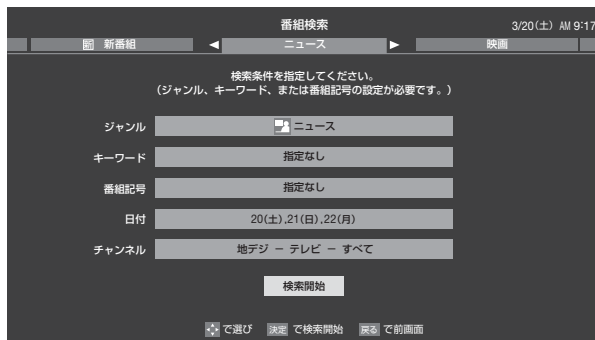 番組検索
3/20(土) AM 9:17
新 新番組 ◀ ニュース ▶ 映画
検索条件を指定してください。
(ジャンル、キーワード、または番組記号の設定が必要です。)
ジャンル ニュース
キーワード 指定なし
番組記号 指定なし
日付 20(土),21(日),22(月)
チャンネル 地デジ － テレビ － すべて
検索開始
で選び 決定 で検索開始 戻る で前画面